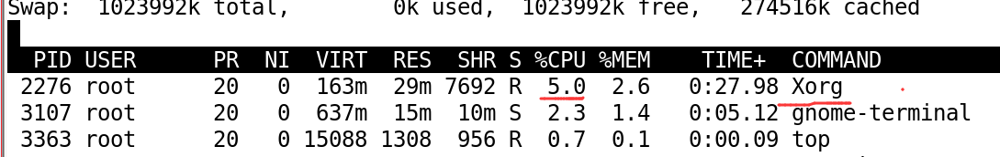 Swap:  1023992k total,        0k used,  1023992k free,   274516k cached
PID USER      PR  NI  VIRT  RES  SHR S %CPU %MEM    TIME+  COMMAND
2276 root      20   0  163m  29m 7692 R  5.0  2.6   0:27.98 Xorg
3107 root      20   0  637m  15m  10m S  2.3  1.4   0:05.12 gnome-terminal
3363 root      20   0 15088 1308  956 R  0.7  0.1   0:00.09 top